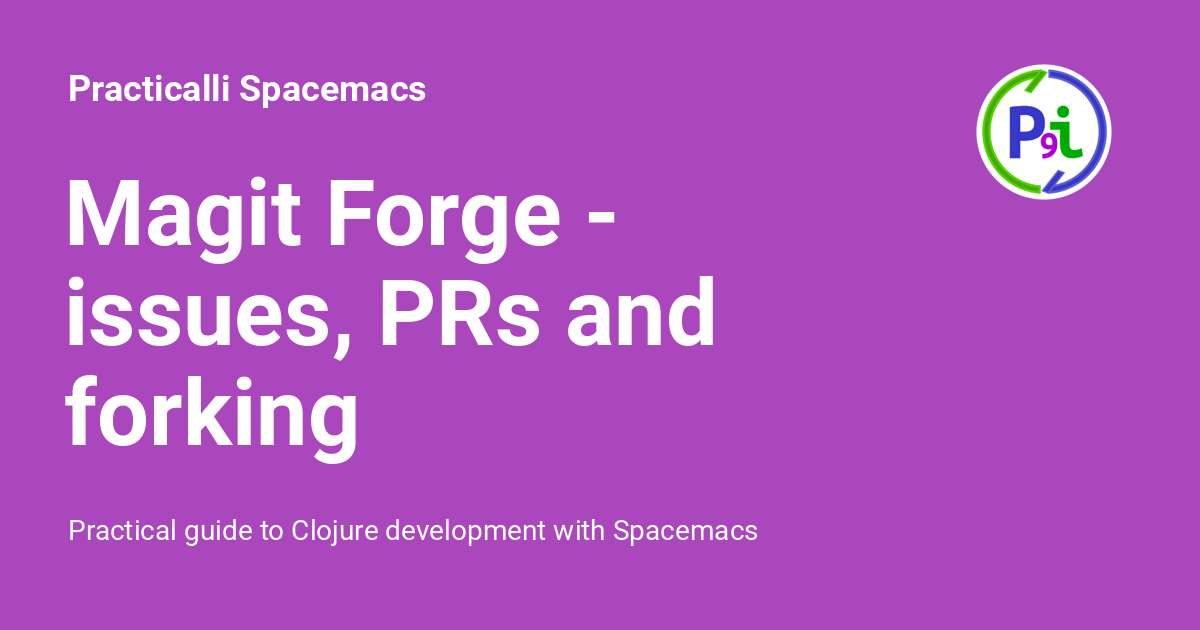 Practicalli Spacemacs
P9i
Magit Forge -
issues, PRs and
forking
Practical guide to Clojure development with Spacemacs